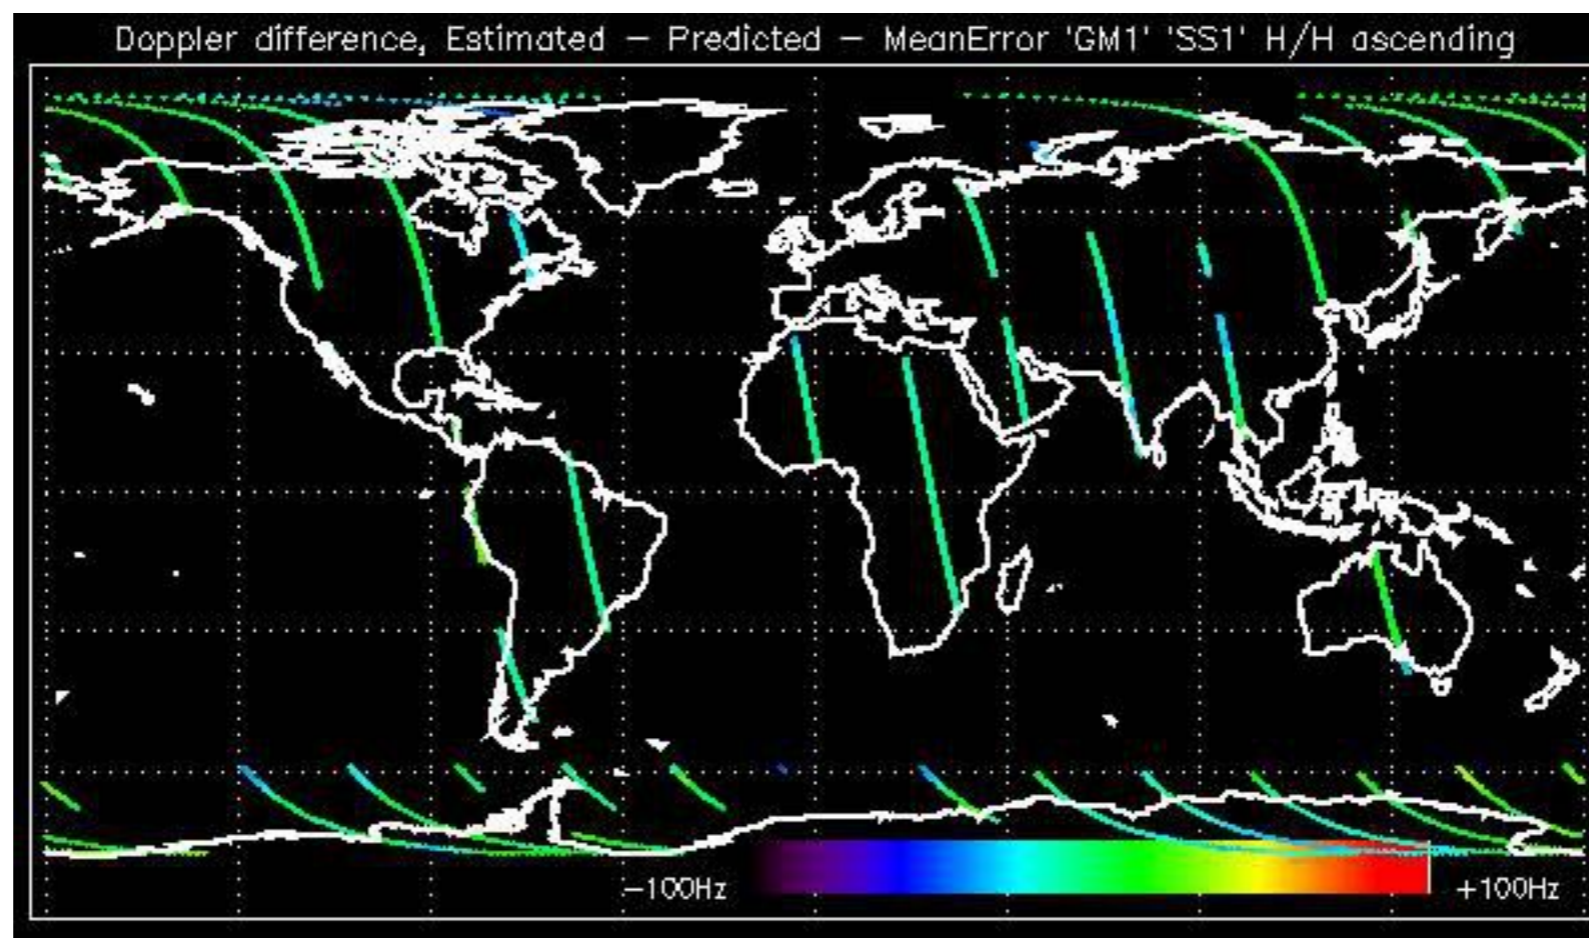 Doppler difference, Estimated — Predicted — MeanError 'GM1' 'SS1' H/H ascending
—100Hz
+100Hz